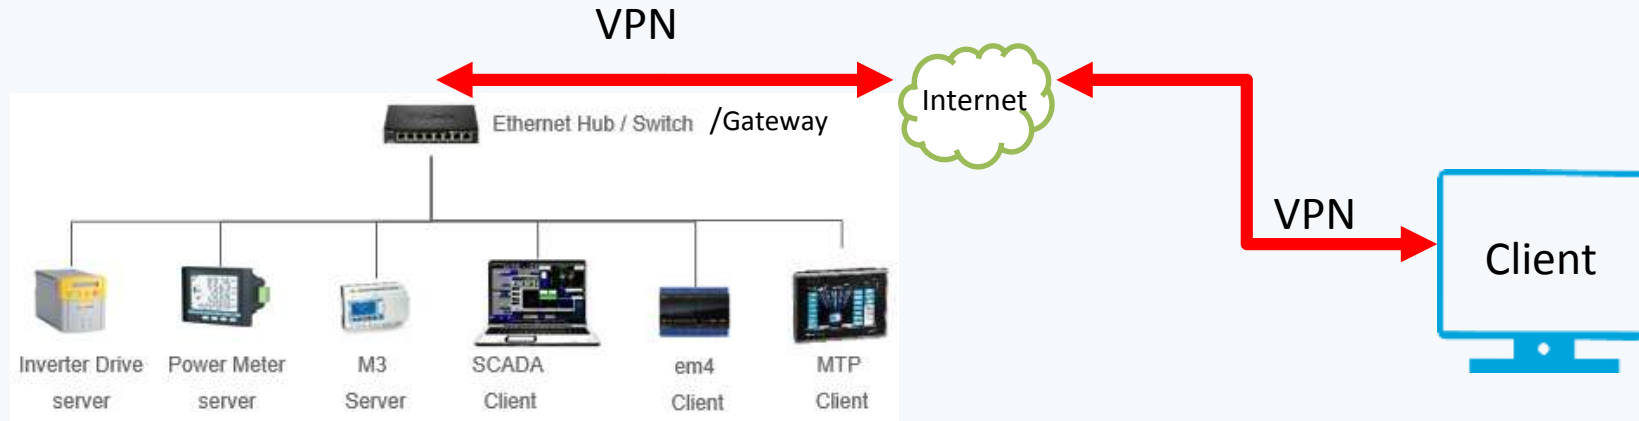 VPN
Internet
Ethernet Hub / Switch /Gateway
VPN
Client
Inverter Drive
server
Power Meter
server
M3
Server
SCADA
Client
em4
Client
MTP
Client